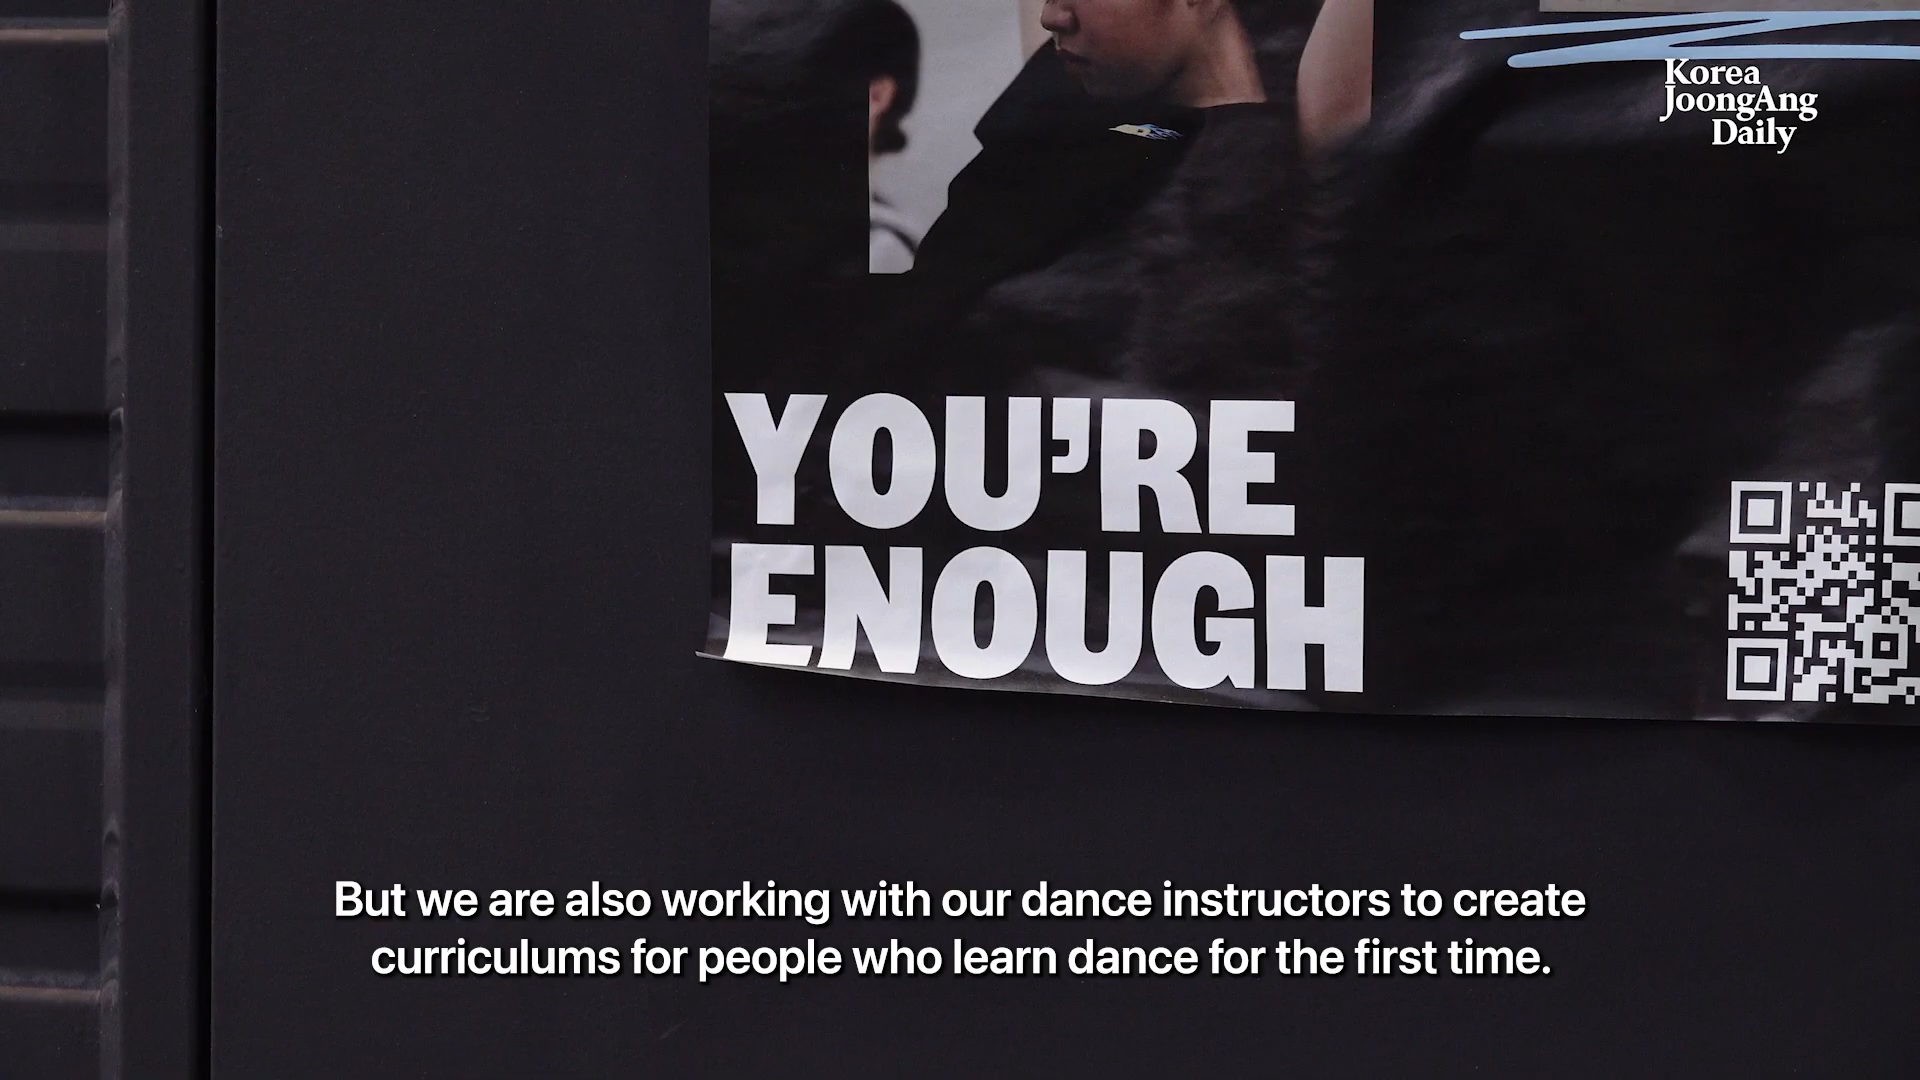 Korea
JoongAng
Daily
YOU'RE
ENOUGH
But we are also working with our dance instructors to create
curriculums for people who learn dance for the first time.